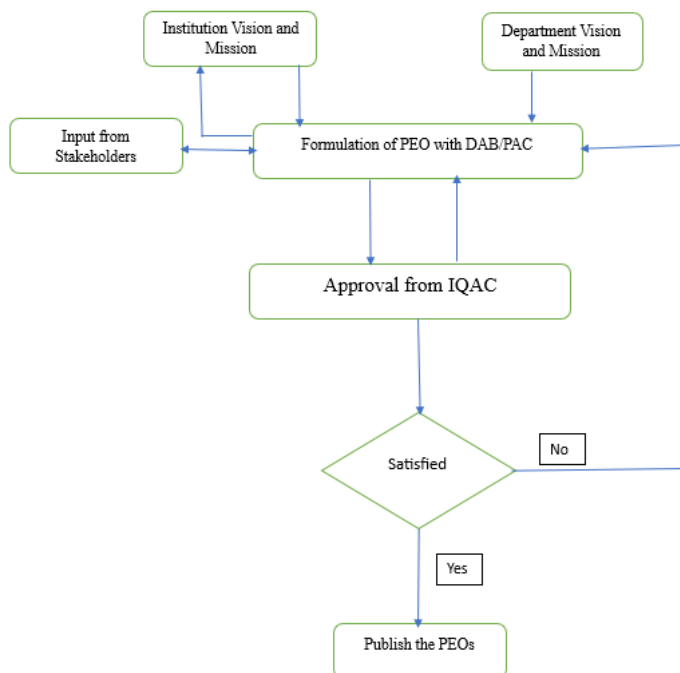 Institution Vision and
Mission
Department Vision
and Mission
Input from
Stakeholders
Formulation of PEO with DAB/PAC
Approval from IQAC
Satisfied
No
Yes
Publish the PEOs